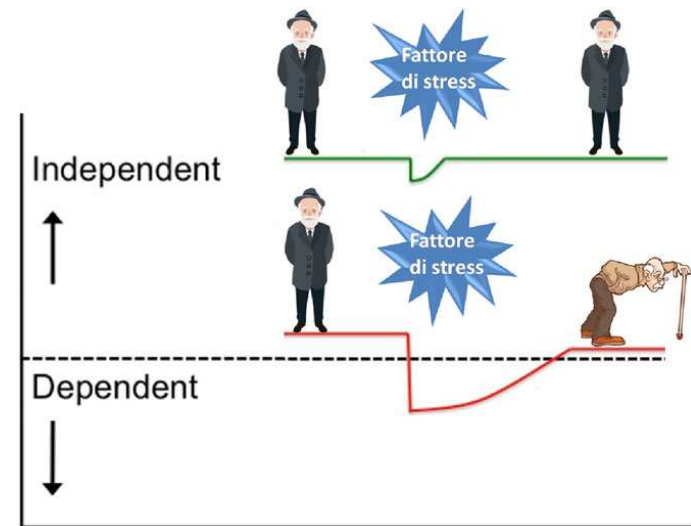 Fattore
di stress
Independent
Fattore
di stress
Dependent